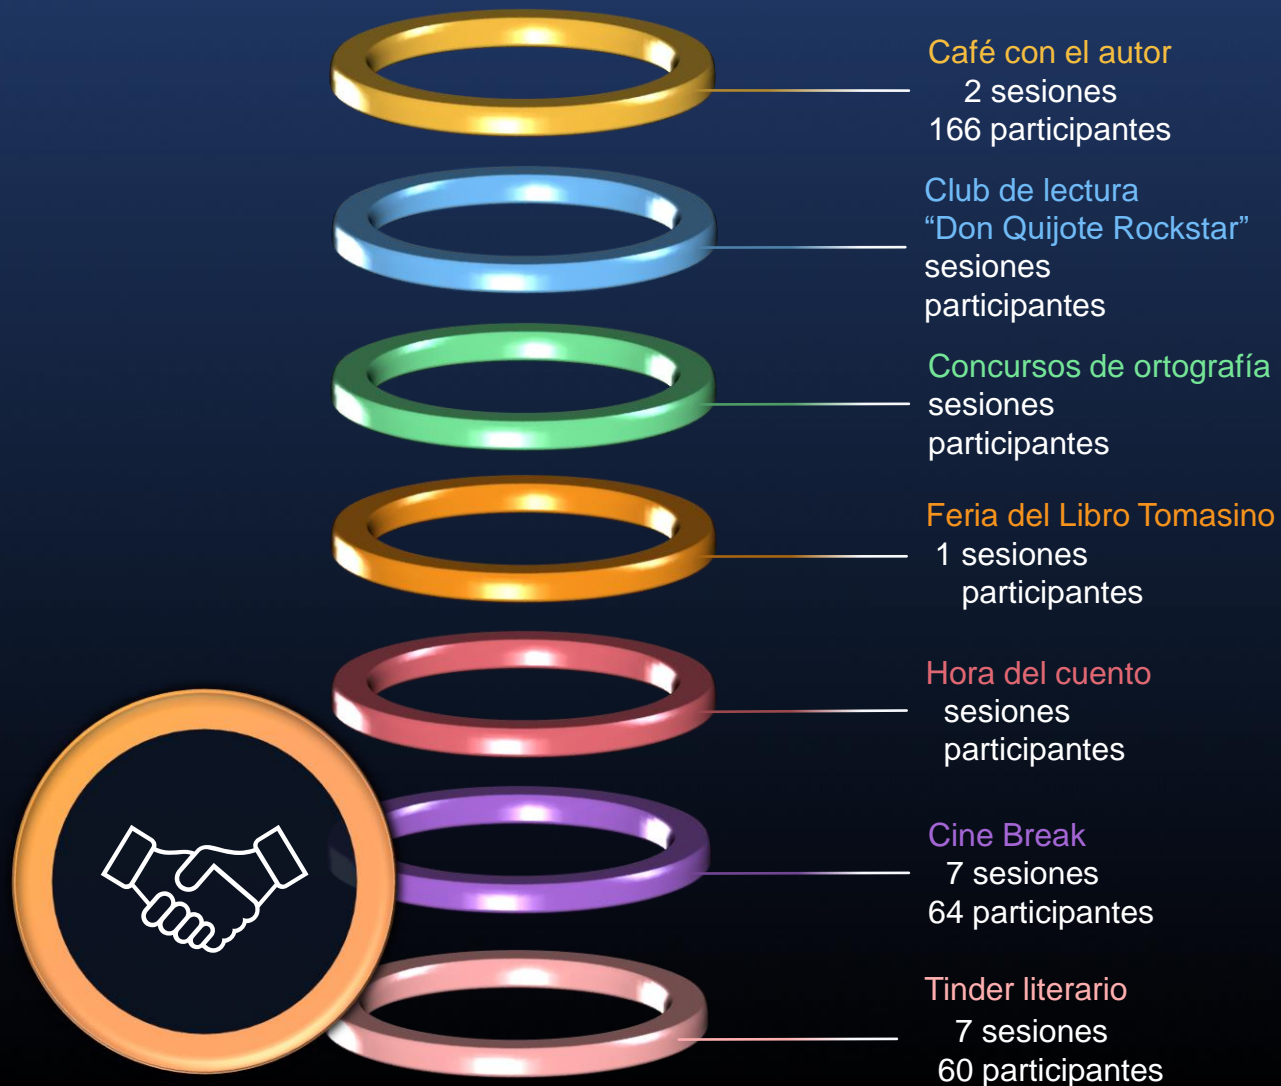 Café con el autor
2 sesiones
166 participantes
Club de lectura
“Don Quijote Rockstar”
sesiones
participantes
Concursos de ortografía
sesiones
participantes
Feria del Libro Tomasino
1 sesiones
participantes
Hora del cuento
sesiones
participantes
Cine Break
7 sesiones
64 participantes
Tinder literario
7 sesiones
60 participantes